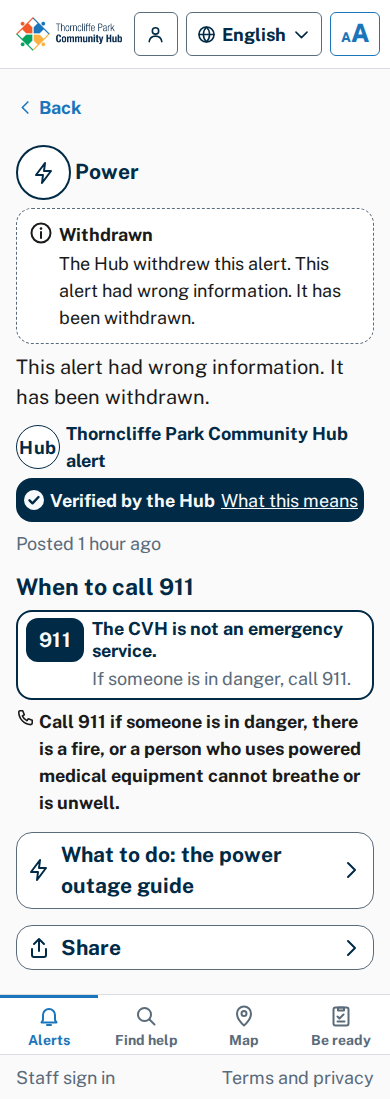 Thorncliffe Park
Community Hub
English
AA
Back
Power
Withdrawn
The Hub withdrew this alert. This
alert had wrong information. It has
been withdrawn.
This alert had wrong information. It
has been withdrawn.
Hub
Thorncliffe Park Community Hub
alert
Verified by the Hub What this means
Posted 1 hour ago
When to call 911
911
The CVH is not an emergency
service.
If someone is in danger, call 911.
Call 911 if someone is in danger, there
is a fire, or a person who uses powered
medical equipment cannot breathe or
is unwell.
What to do: the power
outage guide
Share
Alerts Find help Map Be ready
Staff sign in Terms and privacy